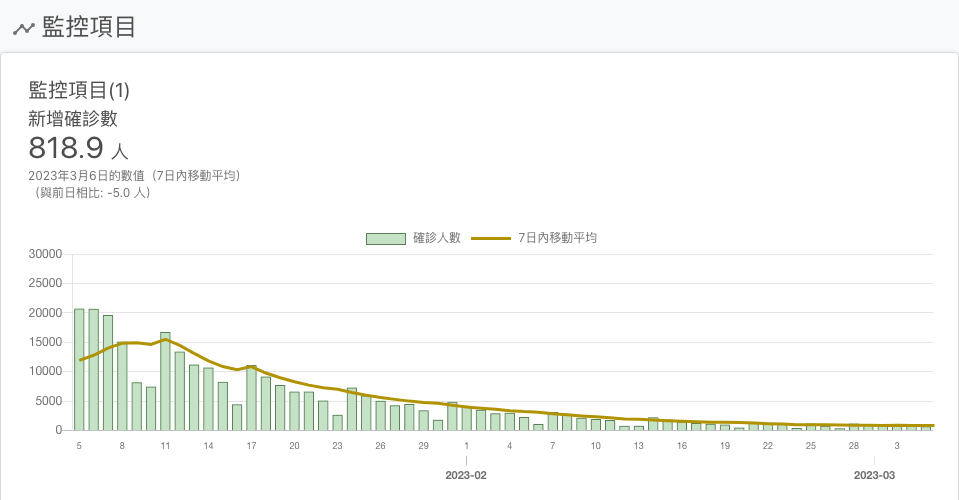 監控項目
監控項目(1)
新增確診數
818.9 人
2023年3月6日的數值（7日內移動平均）
（與前日相比: -5.0 人）
確診人數 7日內移動平均
30000
25000
20000
15000
10000
5000
0
5 8 11 14 17 20 23 26 29 1 4 7 10 13 16 19 22 25 28 3
2023-02 2023-03